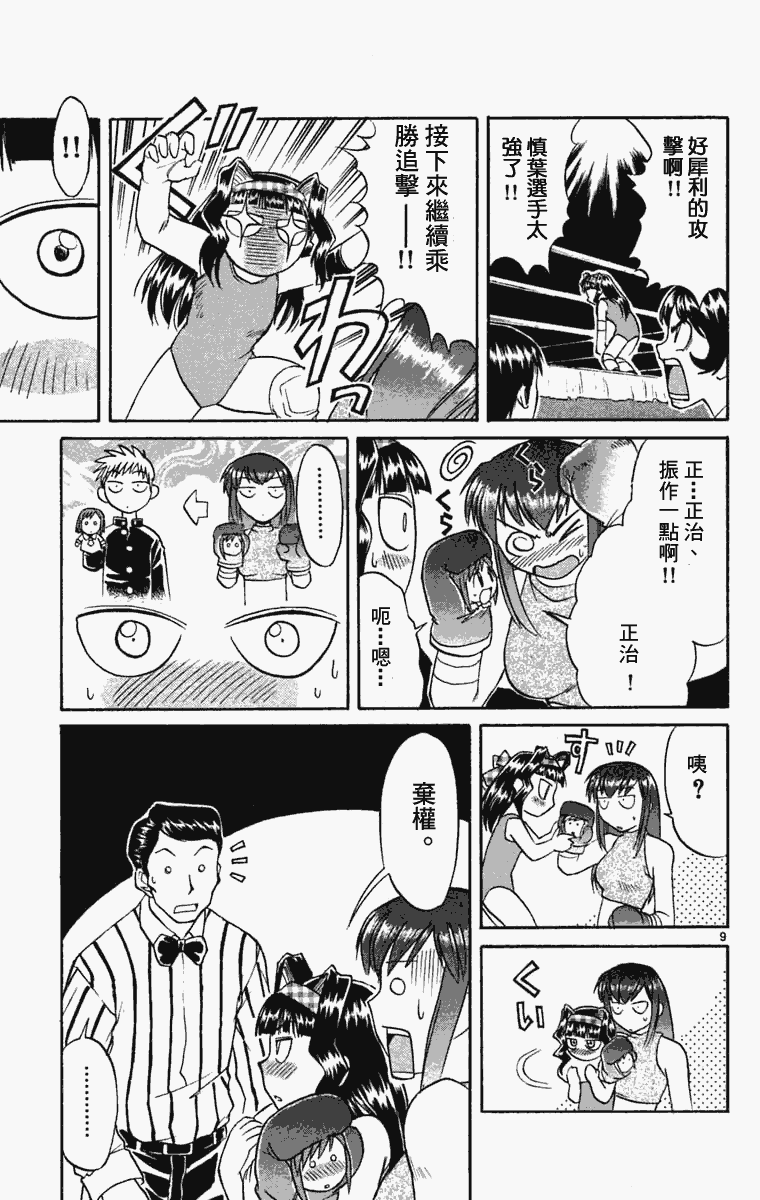 好犀利的攻
擊啊!!
慎葉選手太
強了!!
接下來繼續乘
勝追擊——!!
わっ
!!
正…正治、
振作一點啊!!
正治！
くら
くら
呃…嗯…
………
咦?
す
9
くい
棄權。
………